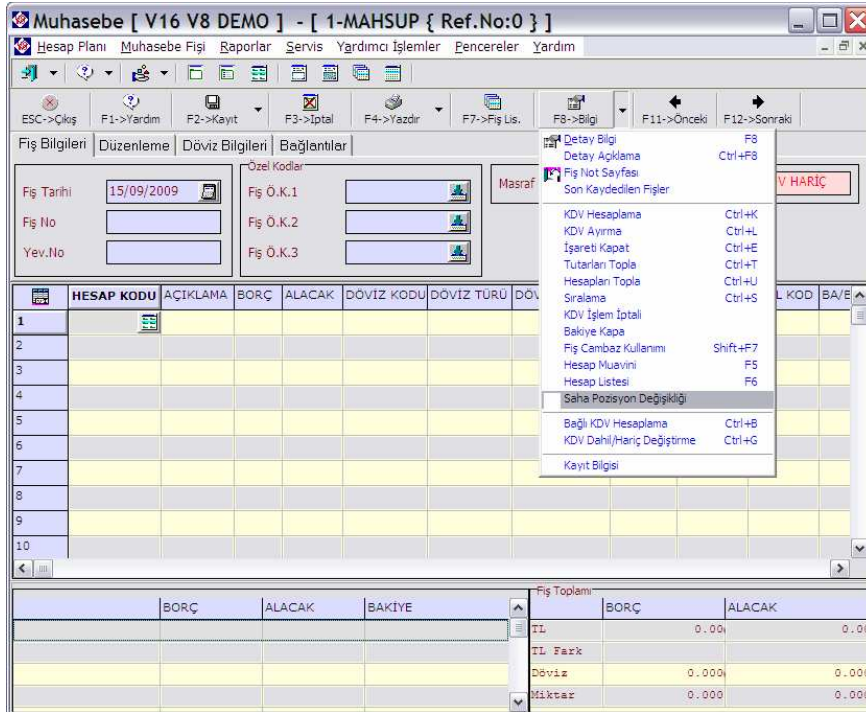 Muhasebe [ V16 V8 DEMO ] - [ 1-MAHSUP { Ref.No:0 } ]
Hesap Planı Muhasebe Fişi Raporlar Servis Yardımcı İşlemler Pencereler Yardım
ESC->Çıkış F1->Yardım F2->Kayıt F3->İptal F4->Yazdır F7->Fiş Lis. F8->Bilgi F11->Önceki F12->Sonraki
Fiş Bilgileri Düzenleme Döviz Bilgileri Bağlantılar
Özel Kodlar
Fiş Tarihi 15/09/2009 Fiş Ö.K.1 Masraf V HARİÇ
Fiş No Fiş Ö.K.2
Yev.No Fiş Ö.K.3
Detay Bilgi F8
Detay Açıklama Ctrl+F8
Fiş Not Sayfası
Son Kaydedilen Fişler
KDV Hesaplama Ctrl+K
KDV Ayırma Ctrl+L
İşareti Kapat Ctrl+E
Tutarları Topla Ctrl+T
Hesapları Topla Ctrl+U
Sıralama Ctrl+S
KDV İşlem İptali
Bakiye Kapa
Fiş Cambaz Kullanımı Shift+F7
Hesap Muavini F5
Hesap Listesi F6
Saha Pozisyon Değişikliği
Bağlı KDV Hesaplama Ctrl+B
KDV Dahil/Hariç Değiştirme Ctrl+G
Kayıt Bilgisi
HESAP KODU AÇIKLAMA BORÇ ALACAK DÖVİZ KODU DÖVİZ TÜRÜ DÖV L KOD BA/B
1
2
3
4
5
6
7
8
9
10
BORÇ ALACAK BAKİYE
Fiş Toplamı
BORÇ ALACAK
TL 0.00 0.0
TL Fark
Döviz 0.000 0.00
Miktar 0.000 0.00